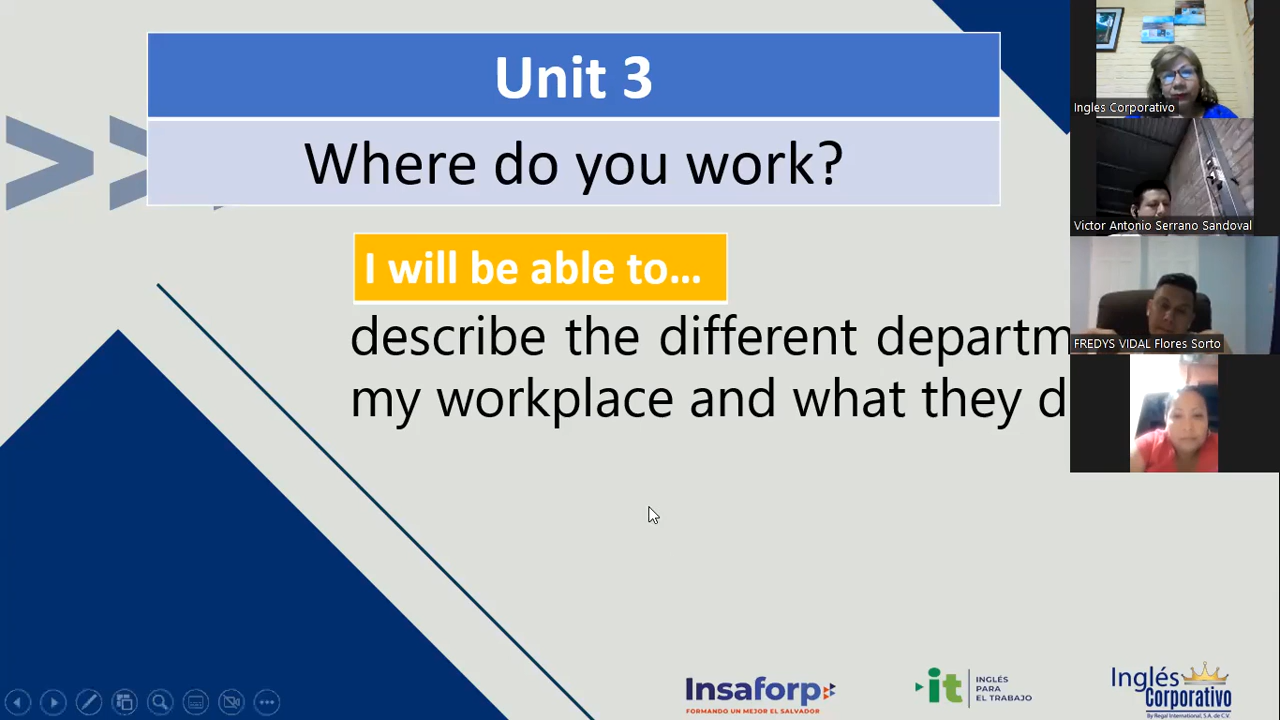 Unit 3
Where do you work?
I will be able to...
describe the different departm
my workplace and what they d
Ingles Corporativo
Victor Antonio Serrano Sandoval
FREDYS VIDAL Flores Sorto
Insaforp
FORMANDO UN MEJOR EL SALVADOR
it
INGLÉS
PARA
EL TRABAJO
Inglés
Corporativo
By Regal International, S.A. de C.V.